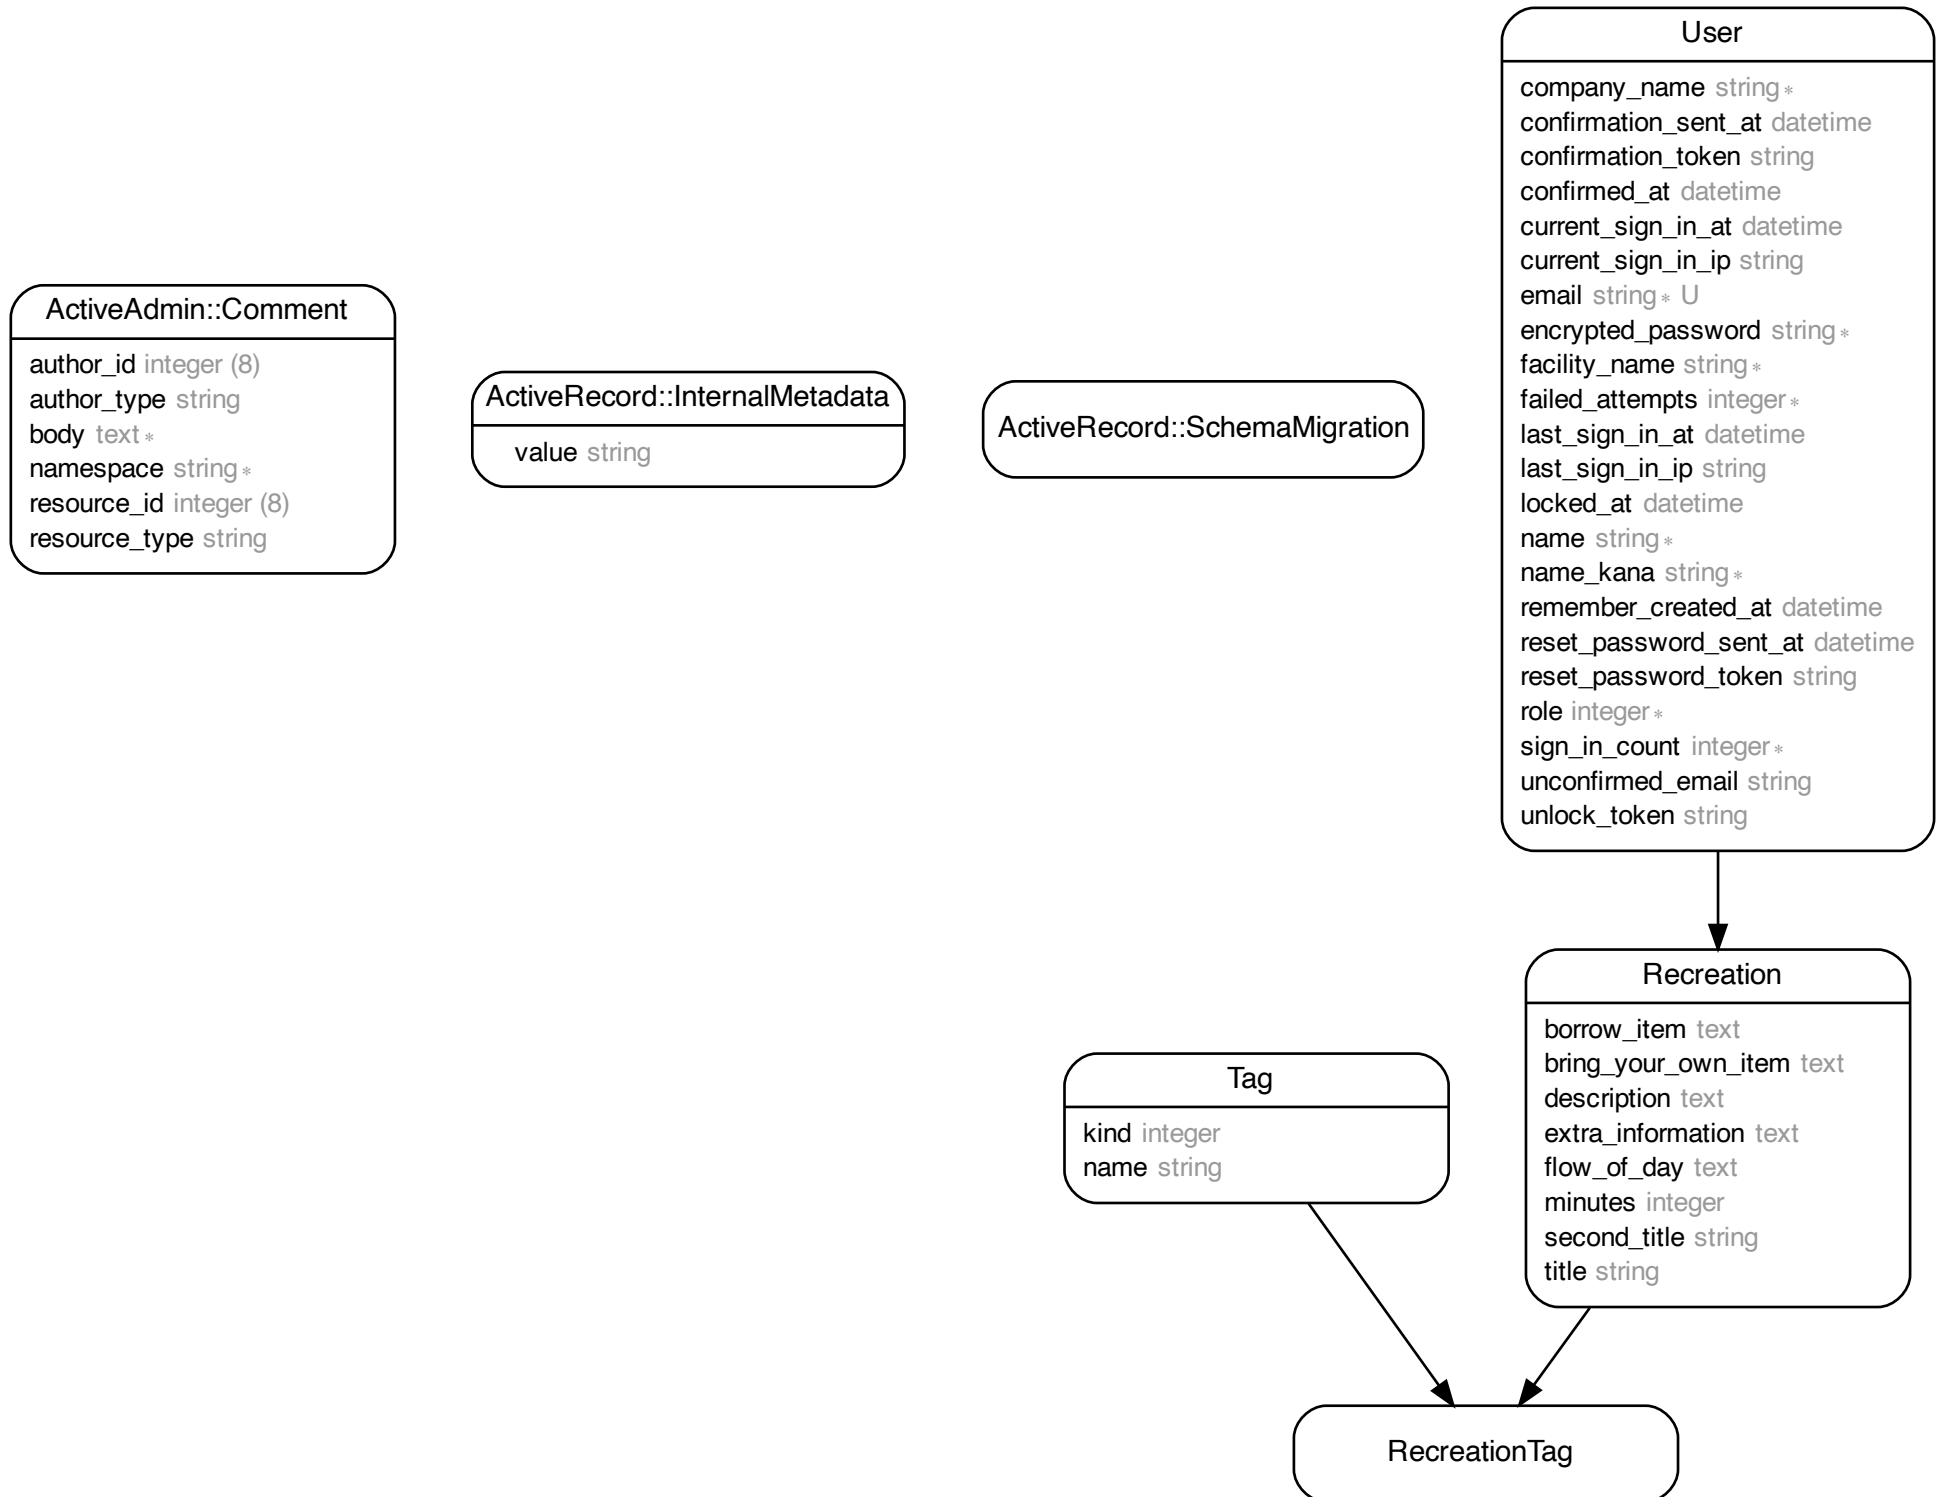 User
company_name string *
confirmation_sent_at datetime
confirmation_token string
confirmed_at datetime
current_sign_in_at datetime
current_sign_in_ip string
email string * U
encrypted_password string *
facility_name string *
failed_attempts integer *
last_sign_in_at datetime
last_sign_in_ip string
locked_at datetime
name string *
name_kana string *
remember_created_at datetime
reset_password_sent_at datetime
reset_password_token string
role integer *
sign_in_count integer *
unconfirmed_email string
unlock_token string
ActiveAdmin::Comment
author_id integer (8)
author_type string
body text *
namespace string *
resource_id integer (8)
resource_type string
ActiveRecord::InternalMetadata
value string
ActiveRecord::SchemaMigration
Recreation
borrow_item text
bring_your_own_item text
description text
extra_information text
flow_of_day text
minutes integer
second_title string
title string
Tag
kind integer
name string
RecreationTag